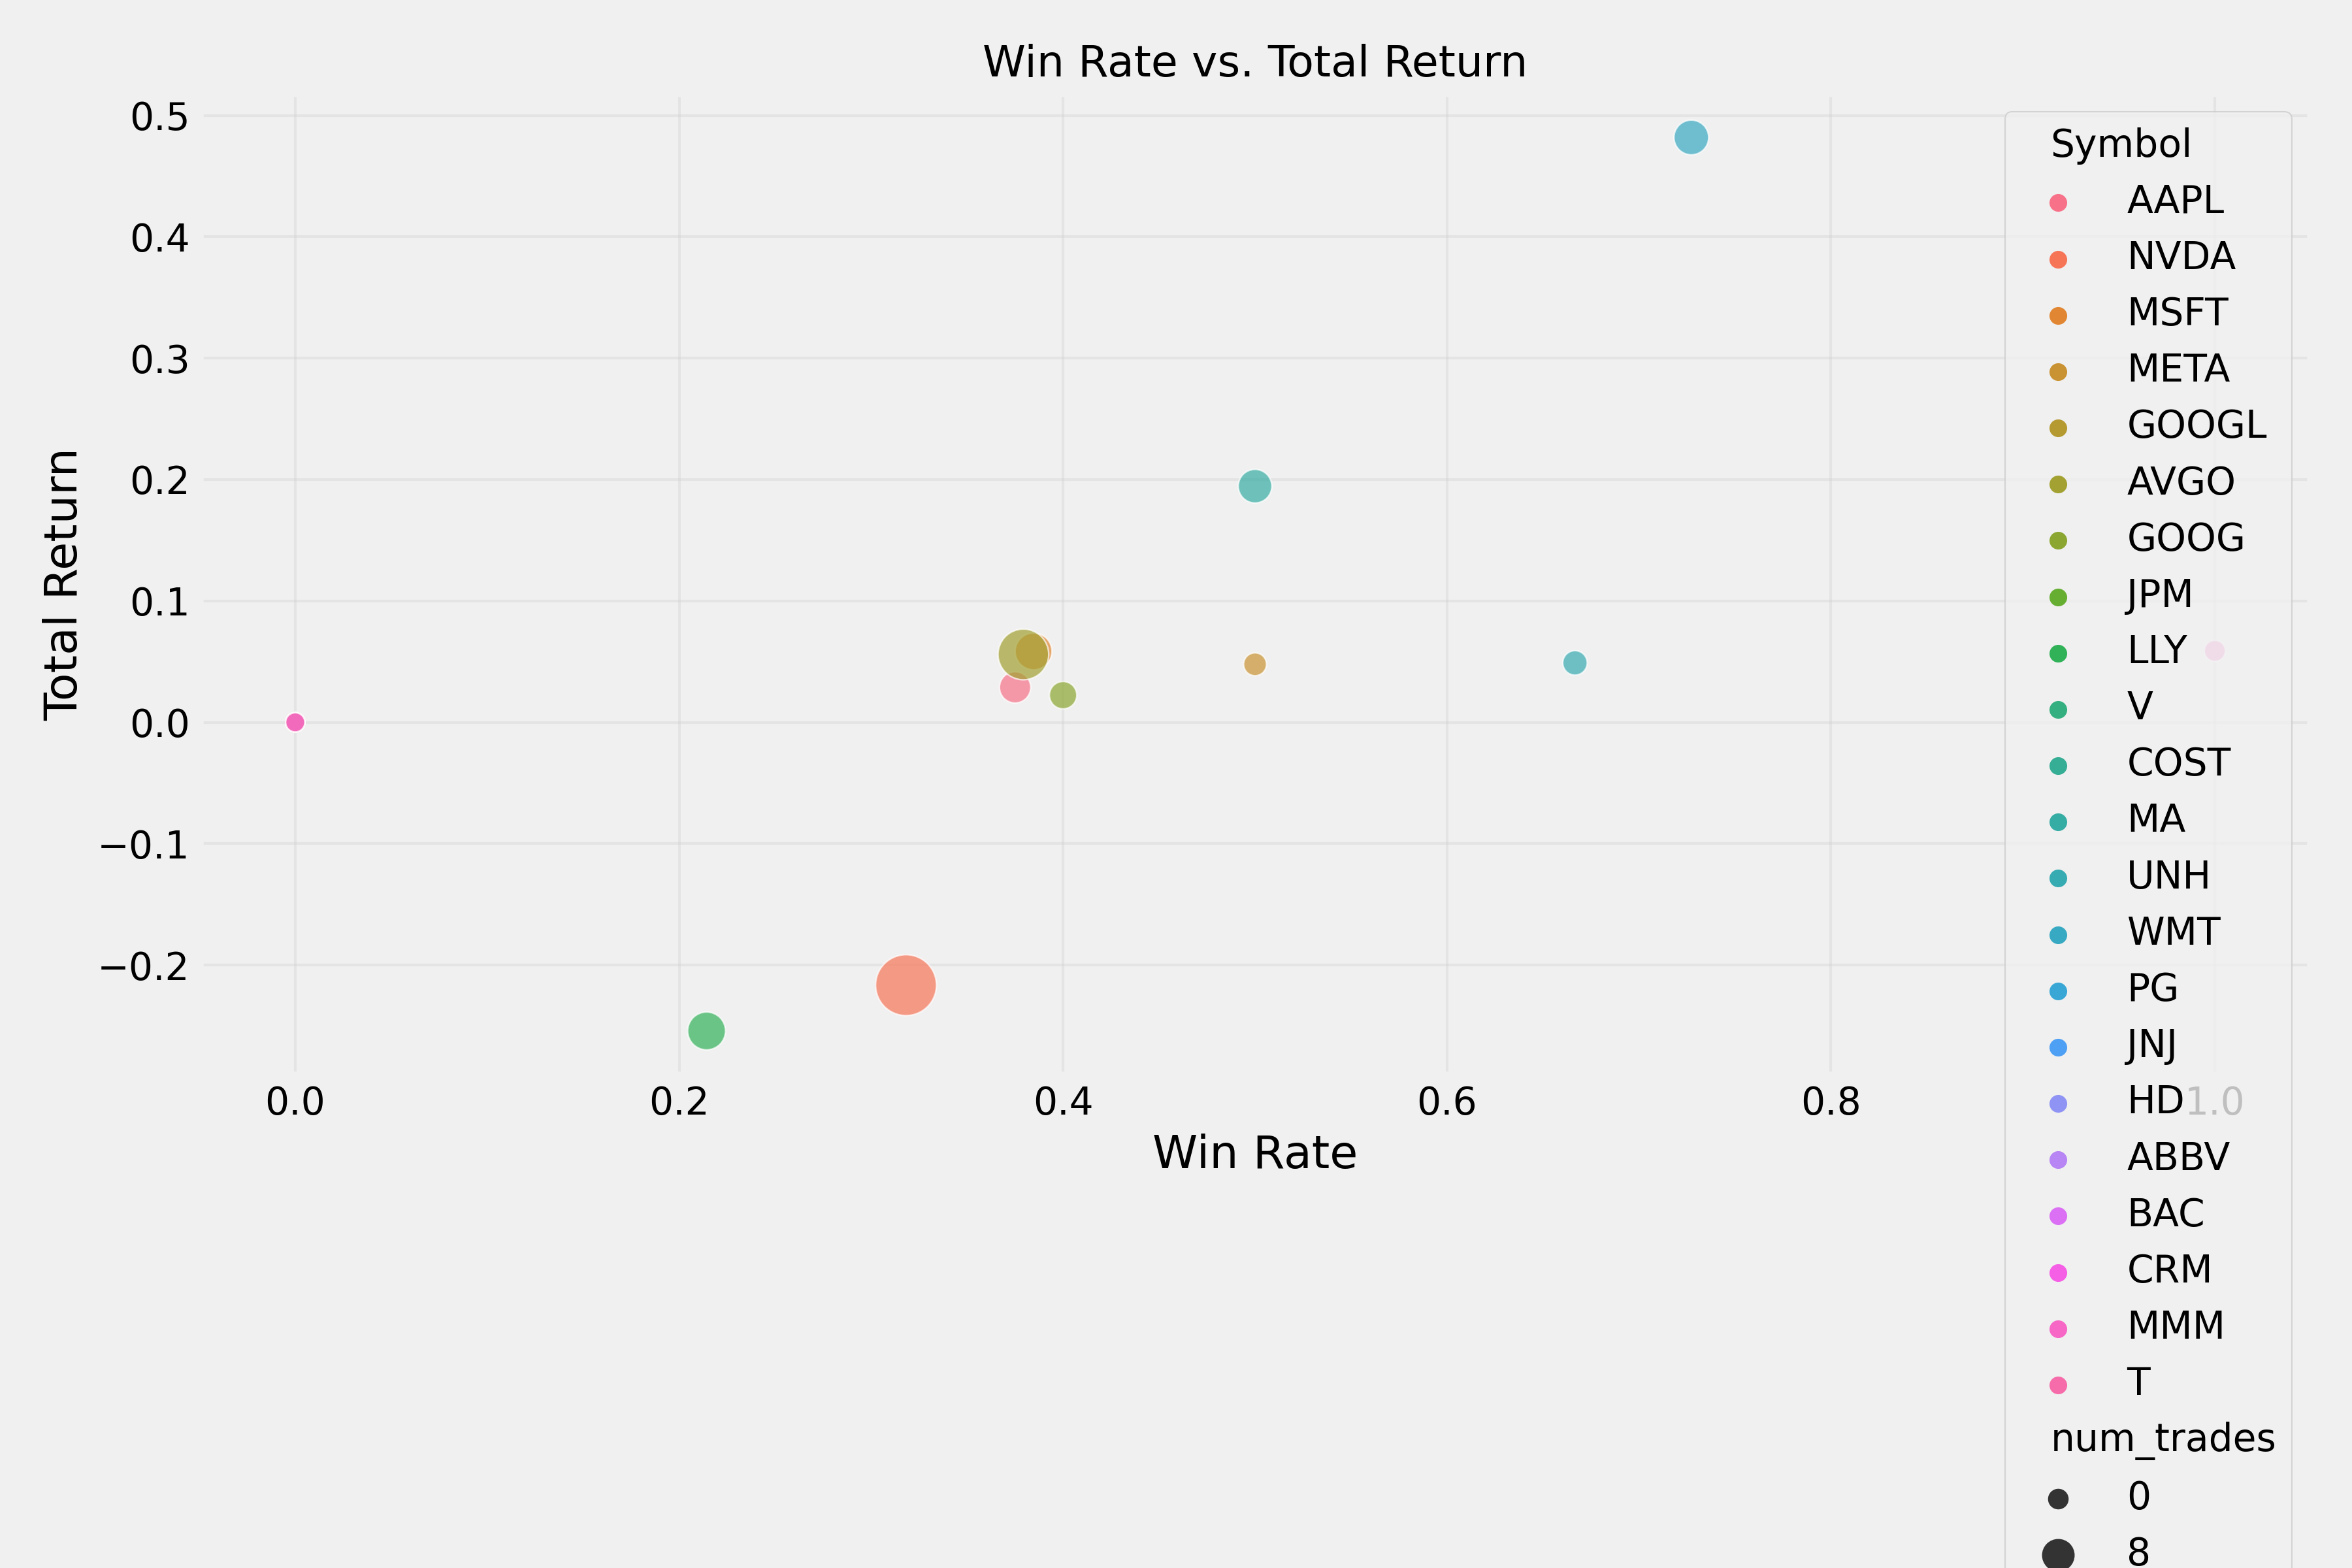 Win Rate vs. Total Return
0.5
0.4
0.3
0.2
0.1
0.0
−0.1
−0.2
Total Return
0.0
0.2
0.4
0.6
0.8
1.0
Win Rate
Symbol
AAPL
NVDA
MSFT
META
GOOGL
AVGO
GOOG
JPM
LLY
V
COST
MA
UNH
WMT
PG
JNJ
HD
ABBV
BAC
CRM
MMM
T
num_trades
0
8